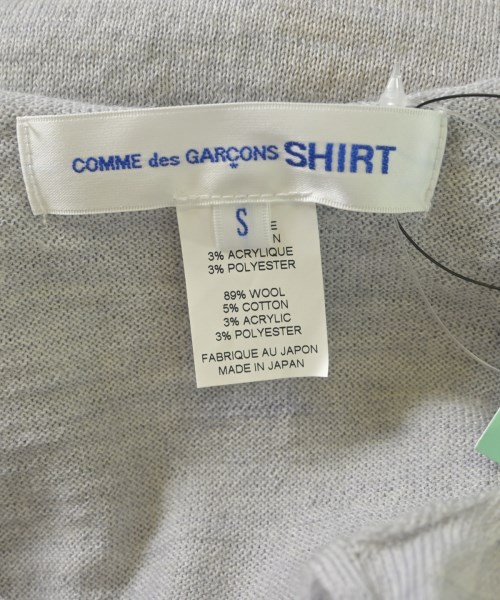 COMME des GARÇONS SHIRT
S
E
N
3% ACRYLIQUE
3% POLYESTER
89% WOOL
5% COTTON
3% ACRYLIC
3% POLYESTER
FABRIQUE AU JAPON
MADE IN JAPAN